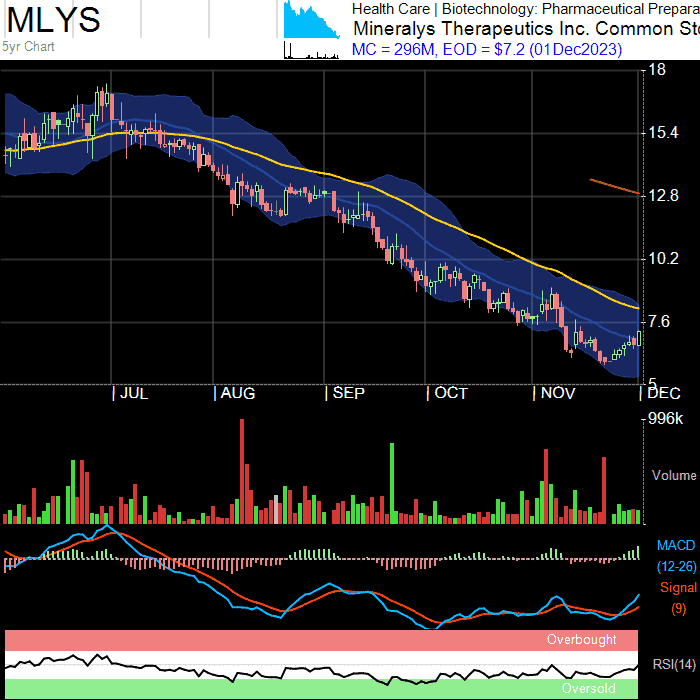 MLYS
5yr Chart
Health Care | Biotechnology: Pharmaceutical Prepara
Mineralys Therapeutics Inc. Common Sto
MC = 296M, EOD = $7.2 (01Dec2023)
18
15.4
12.8
10.2
7.6
5
| JUL | AUG | SEP | OCT | NOV | DEC
996k
Volume
MACD
(12-26)
Signal
(9)
Overbought
RSI(14)
Oversold